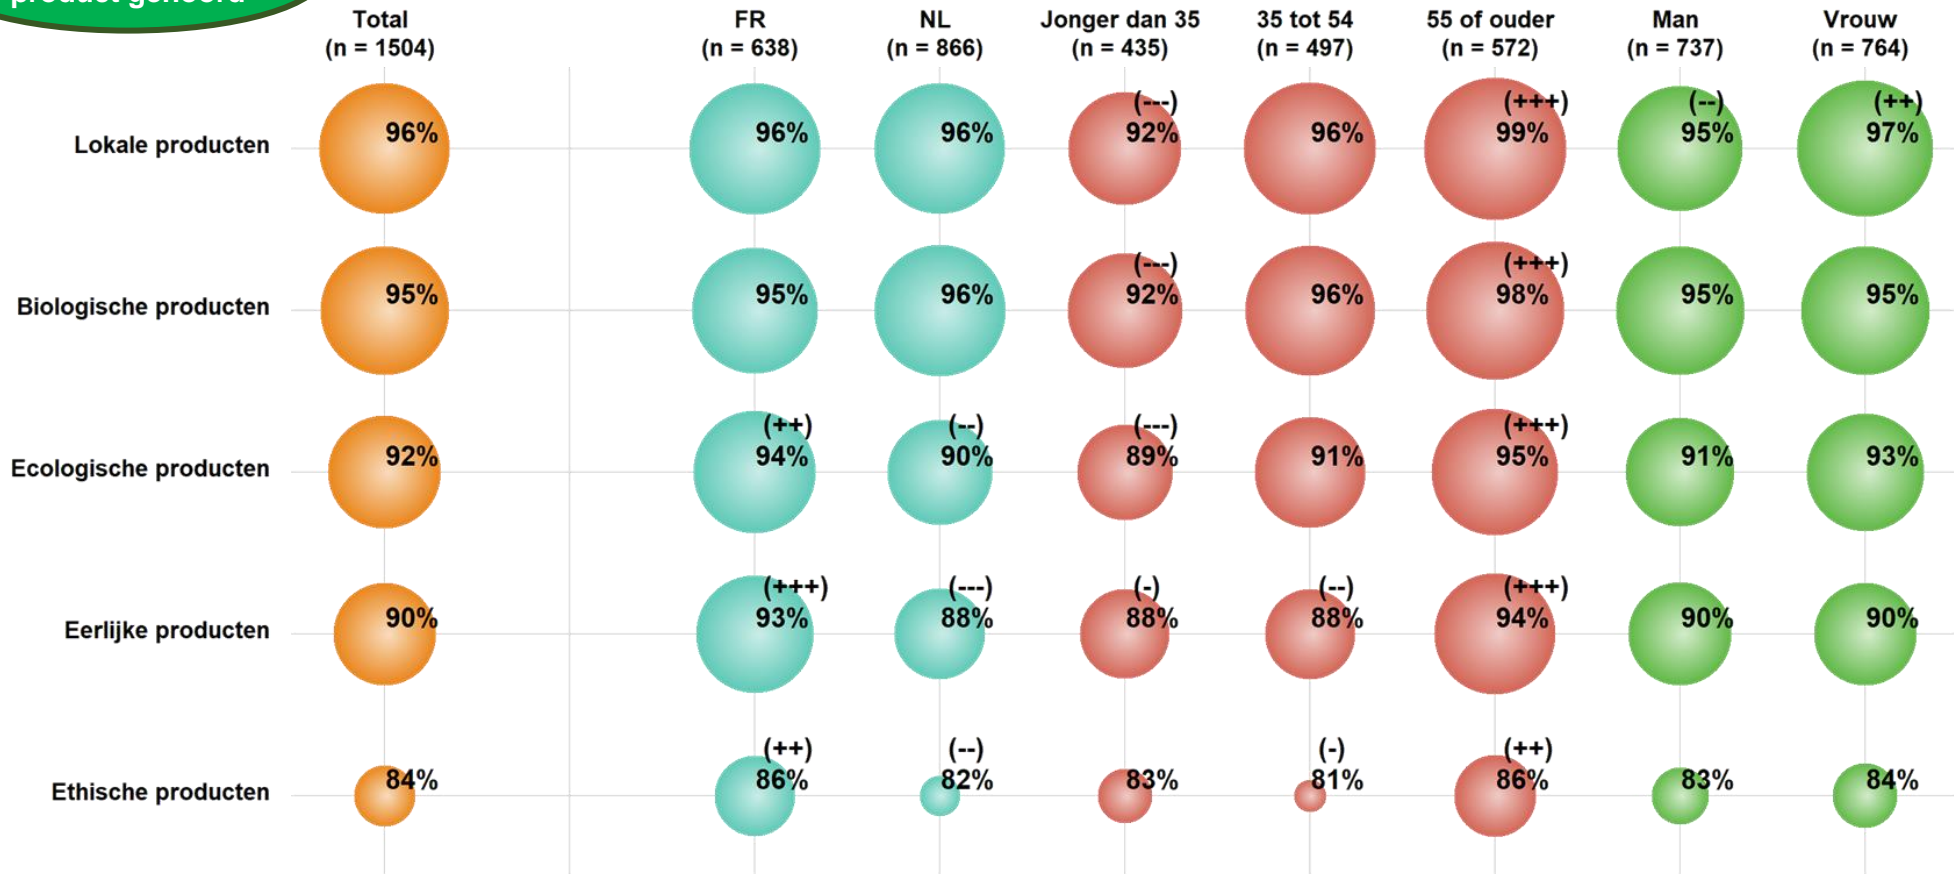 product gehoord
Total FR NL Jonger dan 35 35 tot 54 55 of ouder Man Vrouw
(n = 1504) (n = 638) (n = 866) (n = 435) (n = 497) (n = 572) (n = 737) (n = 764)
(---) (+++) (--) (++)
Lokale producten 96% 96% 96% 92% 96% 99% 95% 97%
(---) (+++)
Biologische producten 95% 95% 96% 92% 96% 98% 95% 95%
(++) (--) (---) (+++)
Ecologische producten 92% 94% 90% 89% 91% 95% 91% 93%
(+++) (---) (-) (--) (+++)
Eerlijke producten 90% 93% 88% 88% 88% 94% 90% 90%
(++) (--) (-) (++)
Ethische producten 84% 86% 82% 83% 81% 86% 83% 84%